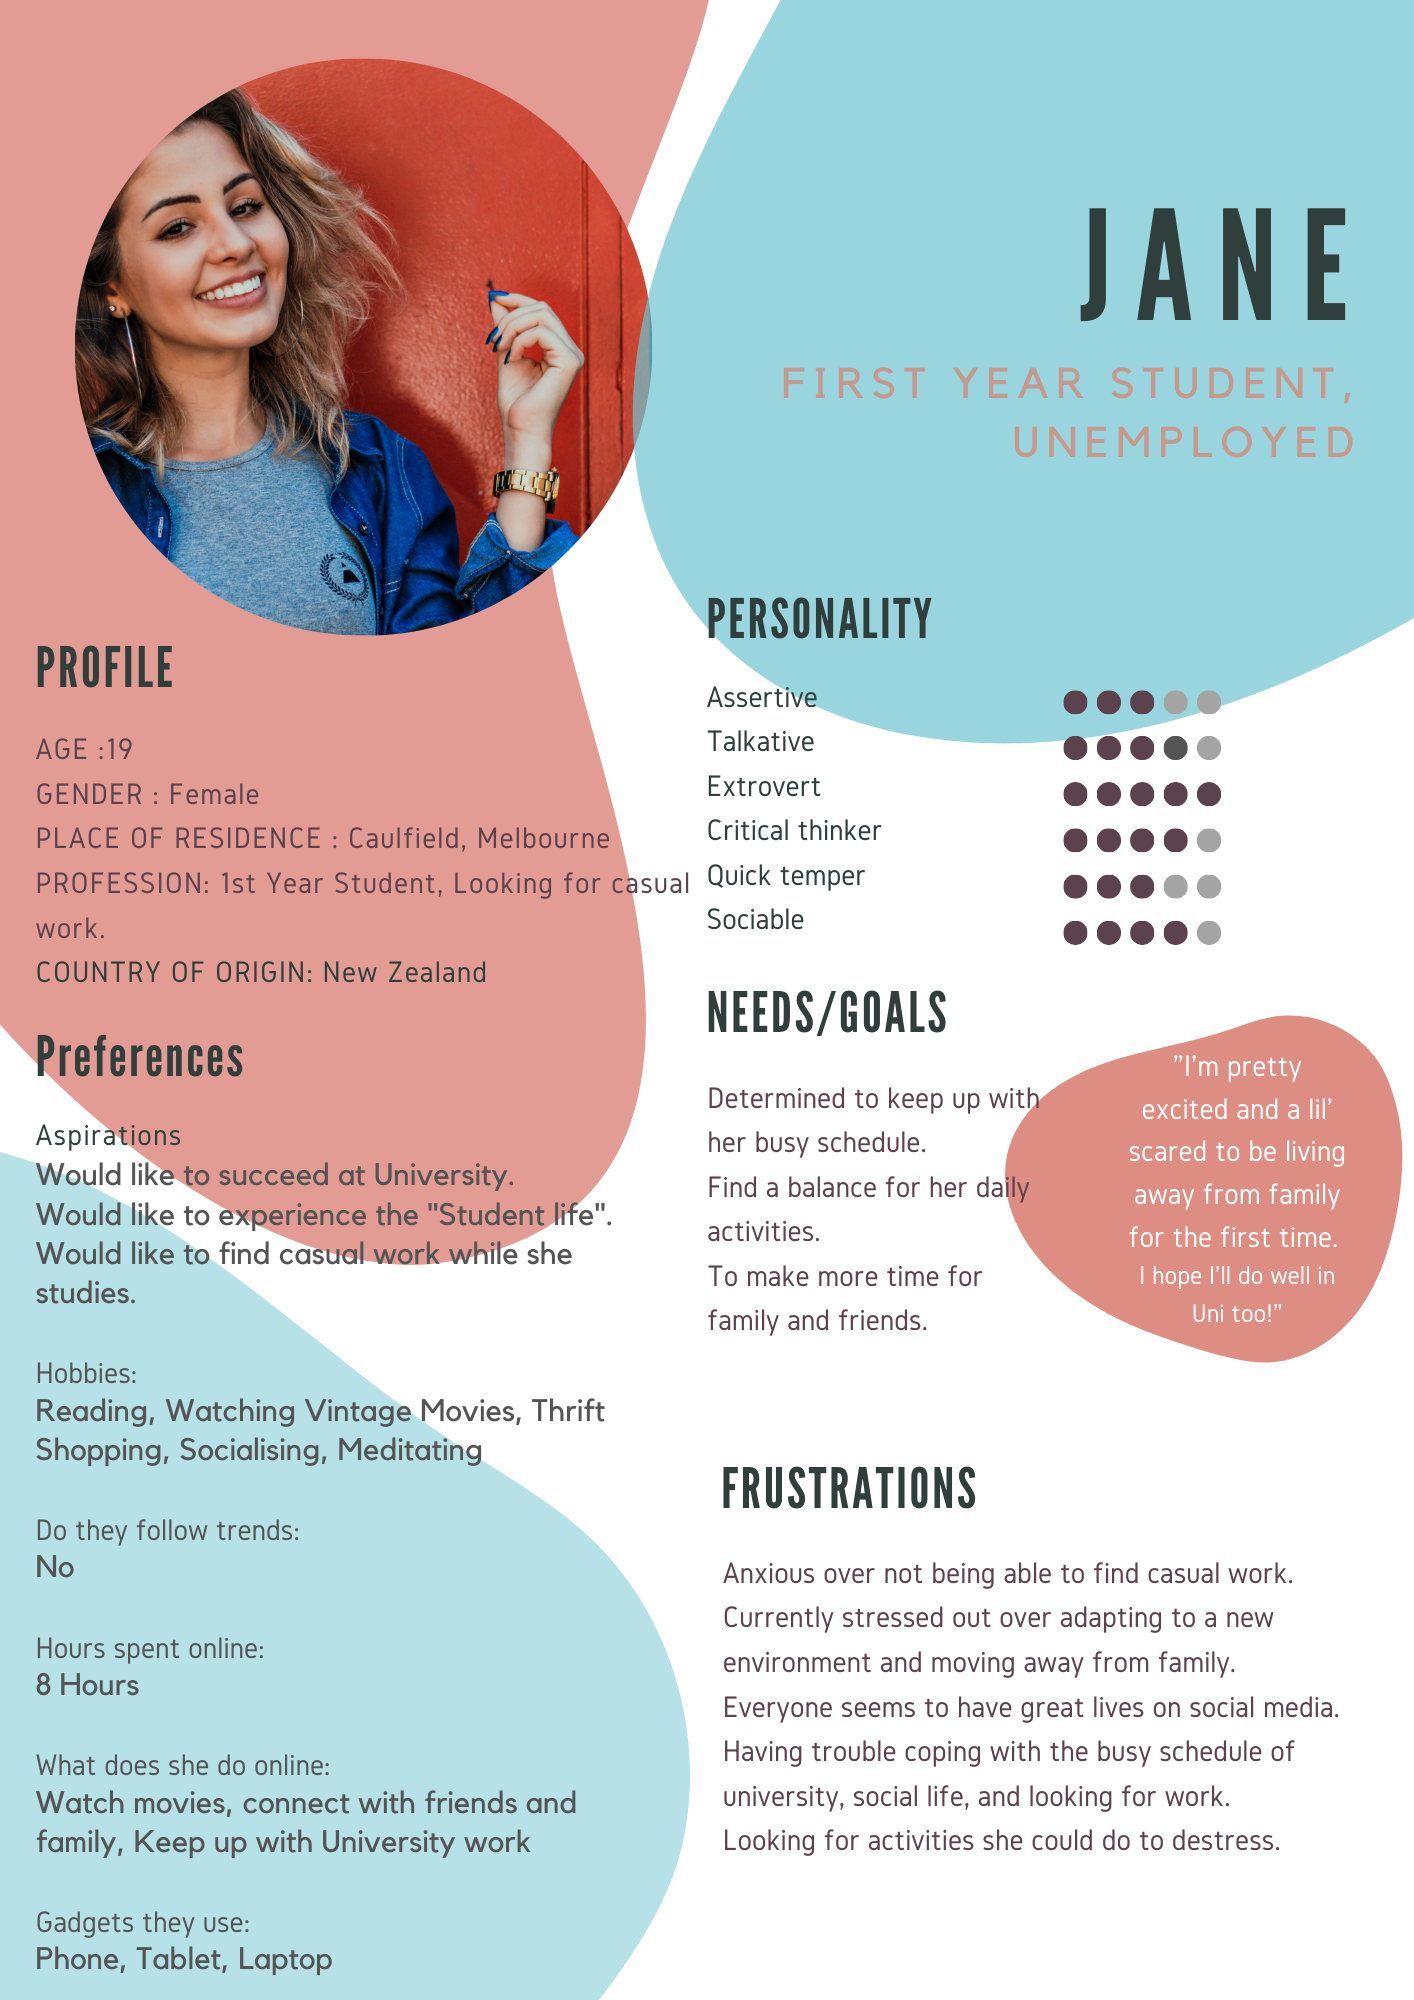 JANE
FIRST YEAR STUDENT,
UNEMPLOYED
PROFILE
AGE :19
GENDER : Female
PLACE OF RESIDENCE : Caulfield, Melbourne
PROFESSION: 1st Year Student, Looking for casual
work.
COUNTRY OF ORIGIN: New Zealand
Preferences
Aspirations
Would like to succeed at University.
Would like to experience the "Student life".
Would like to find casual work while she
studies.
Hobbies:
Reading, Watching Vintage Movies, Thrift
Shopping, Socialising, Meditating
Do they follow trends:
No
Hours spent online:
8 Hours
What does she do online:
Watch movies, connect with friends and
family, Keep up with University work
Gadgets they use:
Phone, Tablet, Laptop
PERSONALITY
Assertive
Talkative
Extrovert
Critical thinker
Quick temper
Sociable
NEEDS/GOALS
Determined to keep up with
her busy schedule.
Find a balance for her daily
activities.
To make more time for
family and friends.
"I'm pretty
excited and a lil'
scared to be living
away from family
for the first time.
I hope I'll do well in
Uni too!"
FRUSTRATIONS
Anxious over not being able to find casual work.
Currently stressed out over adapting to a new
environment and moving away from family.
Everyone seems to have great lives on social media.
Having trouble coping with the busy schedule of
university, social life, and looking for work.
Looking for activities she could do to destress.